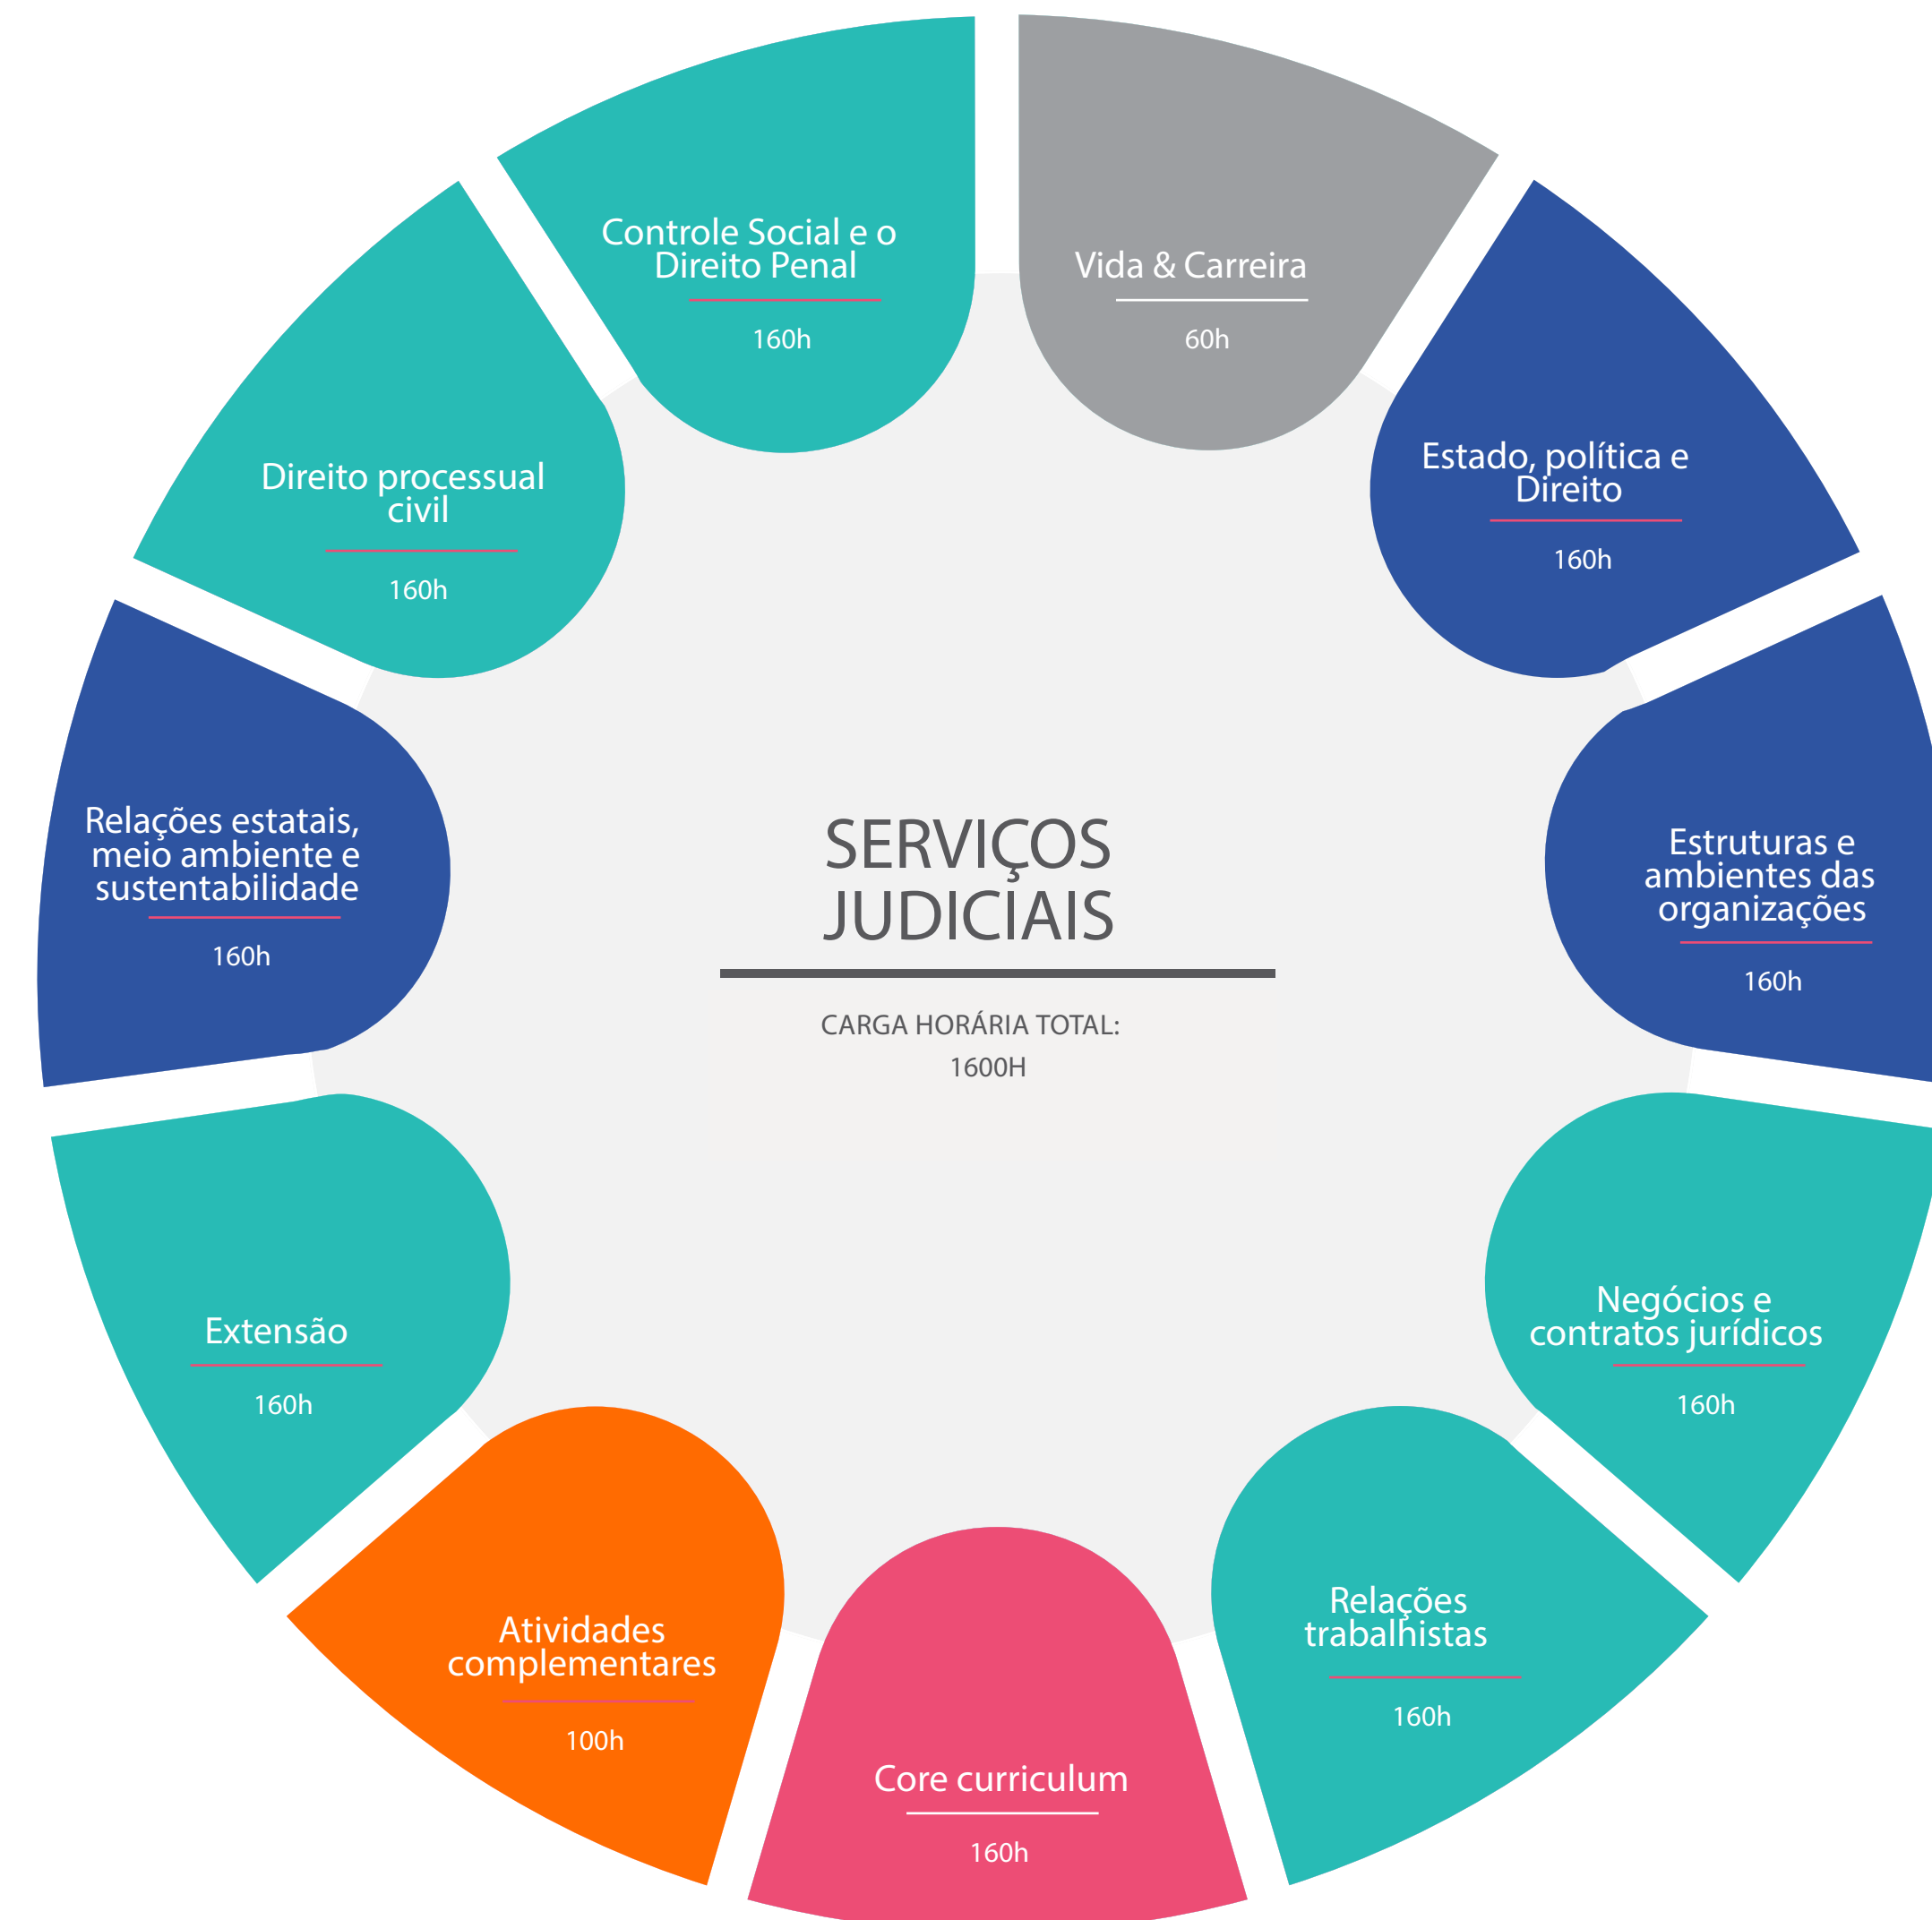 Controle Social e o
Direito Penal
160h
Vida & Carreira
60h
Estado, política e
Direito
160h
Estruturas e
ambientes das
organizações
160h
Negócios e
contratos jurídicos
160h
Relações
trabalhistas
160h
Core curriculum
160h
Atividades
complementares
100h
Extensão
160h
Relações estatais,
meio ambiente e
sustentabilidade
160h
Direito processual
civil
160h
SERVIÇOS
JUDICIAIS
CARGA HORÁRIA TOTAL:
1600H